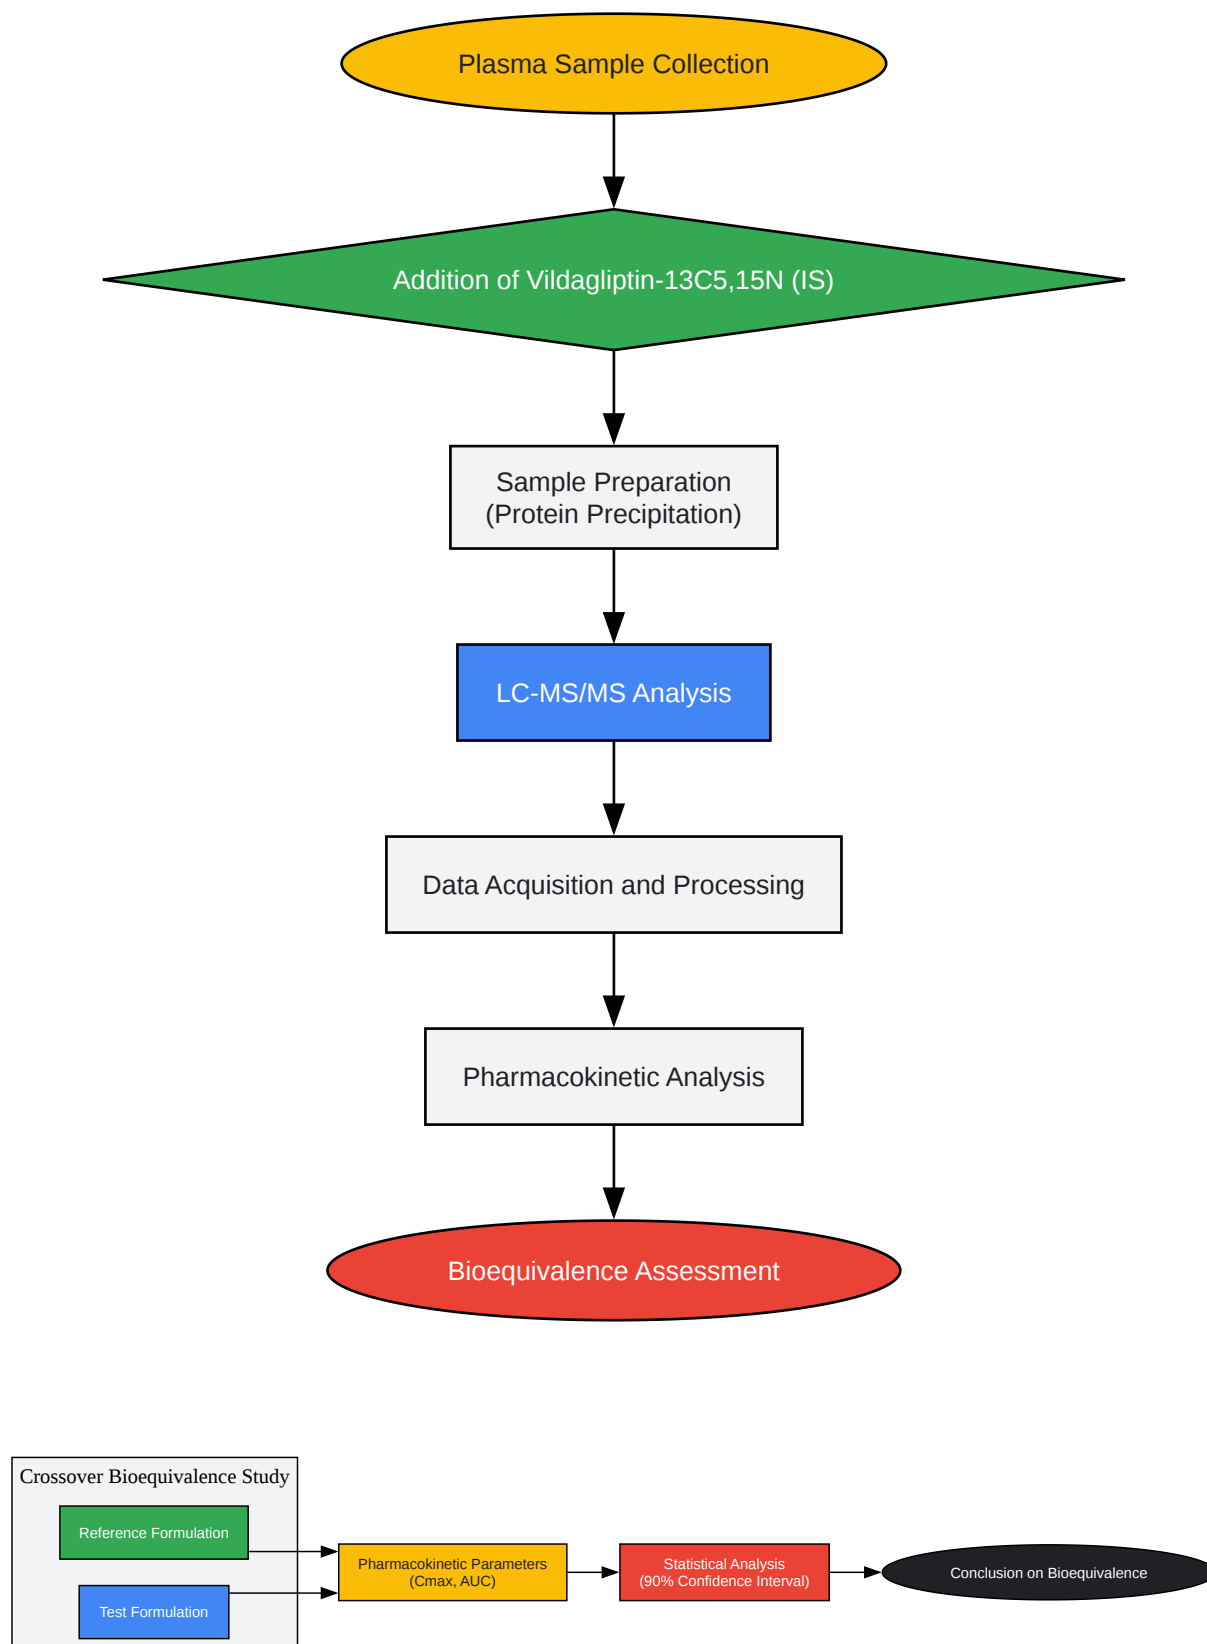 Plasma Sample Collection
Addition of Vildagliptin-13C5,15N (IS)
Sample Preparation
(Protein Precipitation)
LC-MS/MS Analysis
Data Acquisition and Processing
Pharmacokinetic Analysis
Bioequivalence Assessment
Crossover Bioequivalence Study
Reference Formulation
Test Formulation
Pharmacokinetic Parameters
(Cmax, AUC)
Statistical Analysis
(90% Confidence Interval)
Conclusion on Bioequivalence